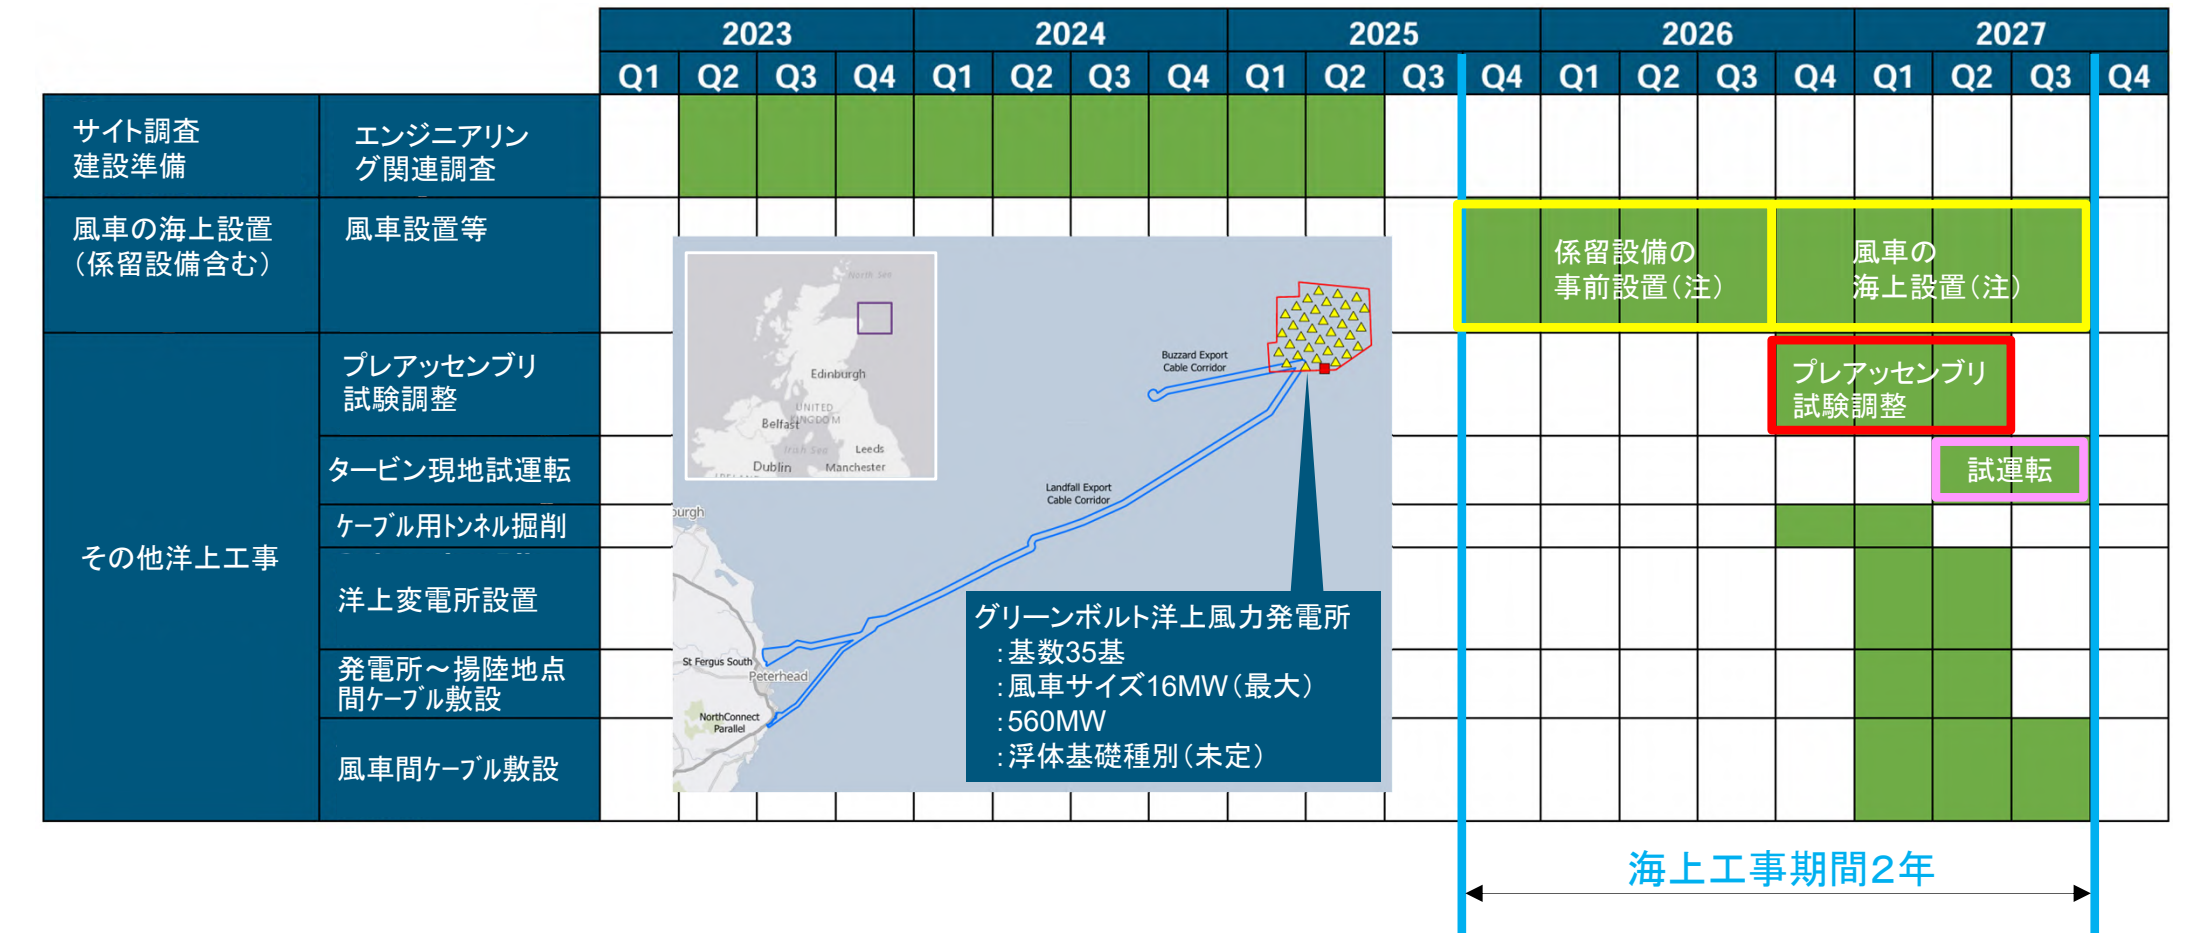 2023 2024 2025 2026 2027
Q1 Q2 Q3 Q4 Q1 Q2 Q3 Q4 Q1 Q2 Q3 Q4 Q1 Q2 Q3 Q4 Q1 Q2 Q3 Q4
サイト調査
建設準備
エンジニアリン
グ関連調査
風車の海上設置
（係留設備含む）
風車設置等
係留設備の
事前設置（注）
風車の
海上設置（注）
その他洋上工事
プレアッセンブリ
試験調整
プレアッセンブリ
試験調整
タービン現地試運転
試運転
ケーブル用トンネル掘削
洋上変電所設置
発電所～揚陸地点
間ケーブル敷設
風車間ケーブル敷設
North Sea
Edinburgh
UNITED
KINGDOM
Belfast
Irish Sea
Leeds
Dublin
Manchester
Buzzard Export
Cable Corridor
Landfall Export
Cable Corridor
burgh
St Fergus South
Peterhead
NorthConnect
Parallel
グリーンボルト洋上風力発電所
：基数35基
：風車サイズ16MW（最大）
：560MW
：浮体基礎種別（未定）
海上工事期間２年